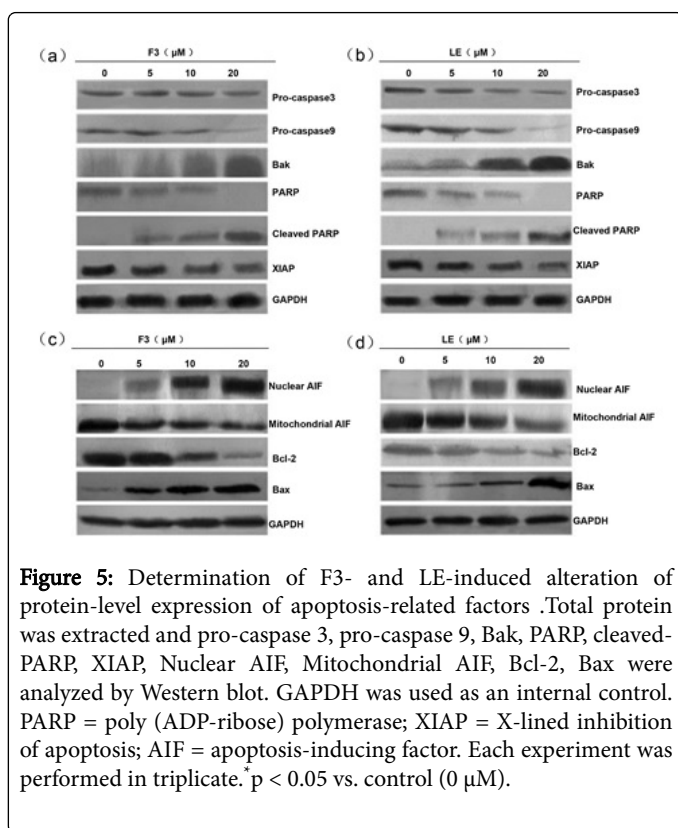 (a) F3 ( μM)
0 5 10 20
Pro-caspase3
Pro-caspase9
Bak
PARP
Cleaved PARP
XIAP
GAPDH
(b) LE ( μM)
0 5 10 20
Pro-caspase3
Pro-caspase9
Bak
PARP
Cleaved PARP
XIAP
GAPDH
(c) F3 ( μM)
0 5 10 20
Nuclear AIF
Mitochondrial AIF
Bcl-2
Bax
GAPDH
(d) LE ( μM)
0 5 10 20
Nuclear AIF
Mitochondrial AIF
Bcl-2
Bax
GAPDH
Figure 5: Determination of F3- and LE-induced alteration of
protein-level expression of apoptosis-related factors .Total protein
was extracted and pro-caspase 3, pro-caspase 9, Bak, PARP, cleaved-
PARP, XIAP, Nuclear AIF, Mitochondrial AIF, Bcl-2, Bax were
analyzed by Western blot. GAPDH was used as an internal control.
PARP = poly (ADP-ribose) polymerase; XIAP = X-lined inhibition
of apoptosis; AIF = apoptosis-inducing factor. Each experiment was
performed in triplicate.*p < 0.05 vs. control (0 μM).